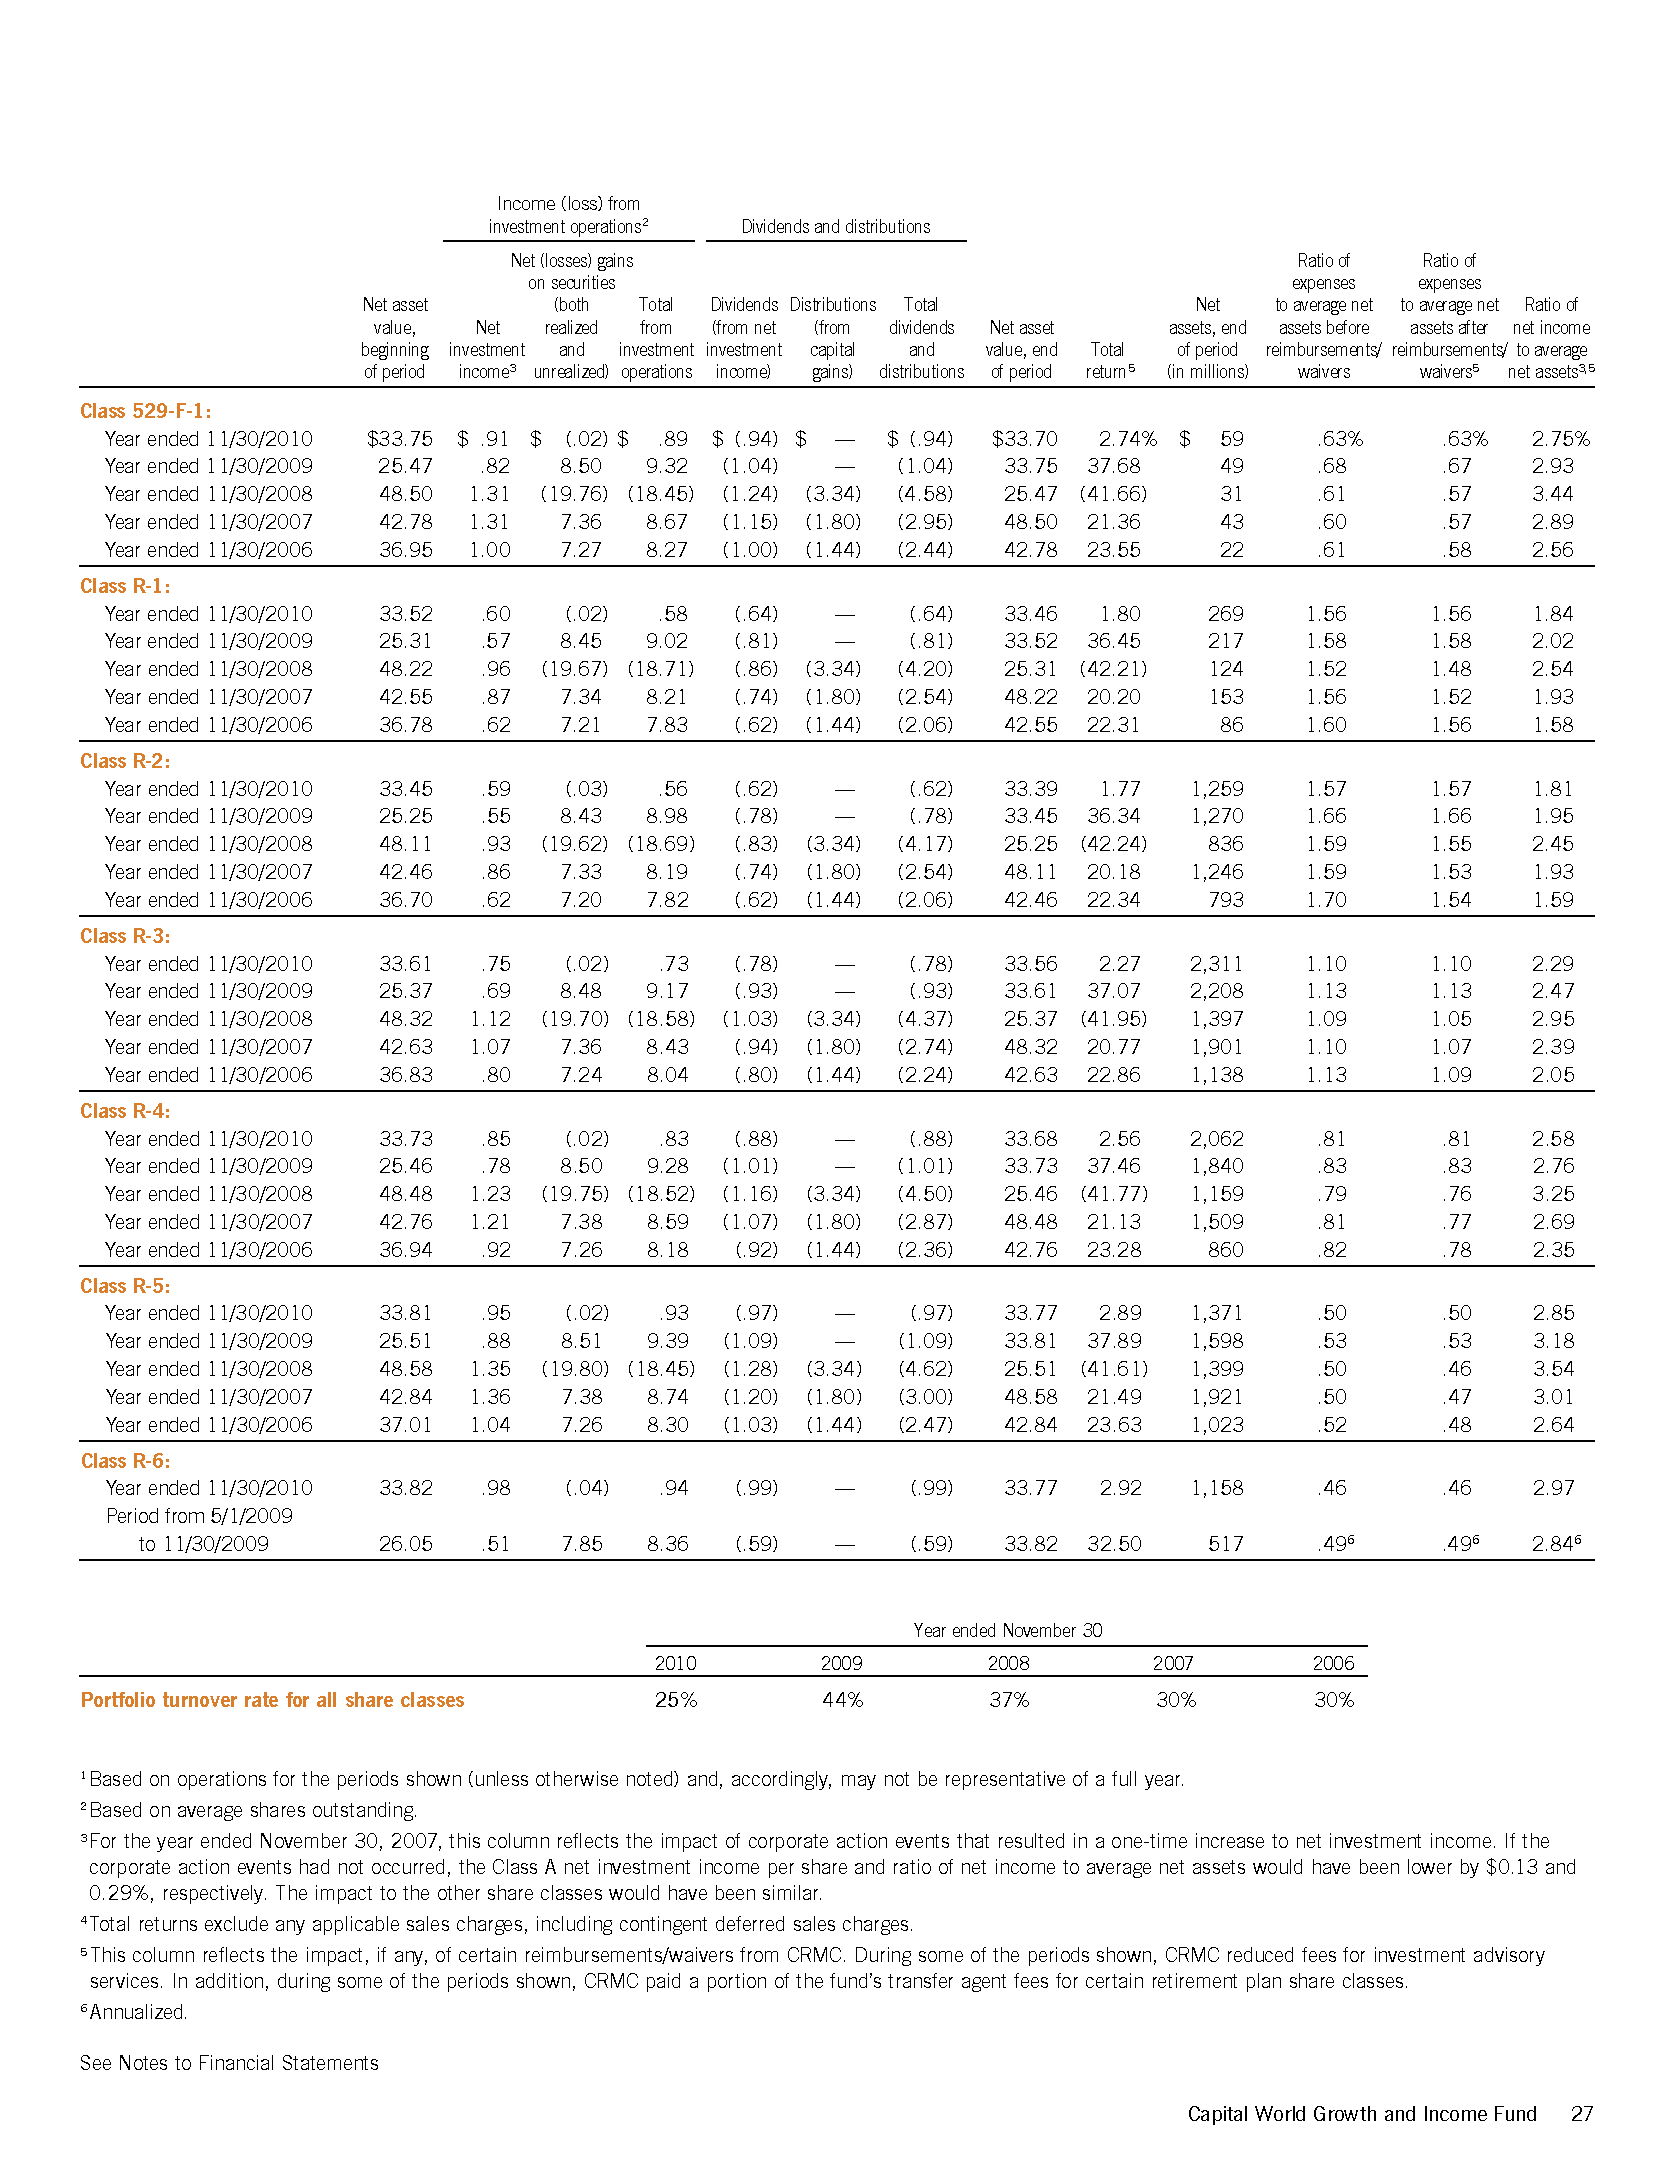 Income (loss) from
investment operations2 Dividends and distributions
Net (losses) gains Ratio of Ratio of
on securities expenses expenses
Net asset (both Total Dividends Distributions Total Net to average net to average net Ratio of
value, Net realized from (from net (from dividends Net asset assets, end assets before assets after net income
beginning investment and investment investment capital and value, end Total of period reimbursements/ reimbursements/ to average
of period income3 unrealized) operations income) gains) distributions of period return5 (in millions) waivers waivers5 net assets3,5
Class 529-F-1:
Year ended 11/30/2010 $33.75 $ .91 $ (.02) $ .89 $ (.94) $ — $ (.94) $33.70 2.74% $ 59 .63% .63% 2.75%
Year ended 11/30/2009 25.47 .82 8.50 9.32 (1.04) — (1.04) 33.75 37.68 49 .68 .67 2.93
Year ended 11/30/2008 48.50 1.31 (19.76) (18.45) (1.24) (3.34) (4.58) 25.47 (41.66) 31 .61 .57 3.44
Year ended 11/30/2007 42.78 1.31 7.36 8.67 (1.15) (1.80) (2.95) 48.50 21.36 43 .60 .57 2.89
Year ended 11/30/2006 36.95 1.00 7.27 8.27 (1.00) (1.44) (2.44) 42.78 23.55 22 .61 .58 2.56
Class R-1:
Year ended 11/30/2010 33.52 .60 (.02) .58 (.64) — (.64) 33.46 1.80 269 1.56 1.56 1.84
Year ended 11/30/2009 25.31 .57 8.45 9.02 (.81) — (.81) 33.52 36.45 217 1.58 1.58 2.02
Year ended 11/30/2008 48.22 .96 (19.67) (18.71) (.86) (3.34) (4.20) 25.31 (42.21) 124 1.52 1.48 2.54
Year ended 11/30/2007 42.55 .87 7.34 8.21 (.74) (1.80) (2.54) 48.22 20.20 153 1.56 1.52 1.93
Year ended 11/30/2006 36.78 .62 7.21 7.83 (.62) (1.44) (2.06) 42.55 22.31 86 1.60 1.56 1.58
Class R-2:
Year ended 11/30/2010 33.45 .59 (.03) .56 (.62) — (.62) 33.39 1.77 1,259 1.57 1.57 1.81
Year ended 11/30/2009 25.25 .55 8.43 8.98 (.78) — (.78) 33.45 36.34 1,270 1.66 1.66 1.95
Year ended 11/30/2008 48.11 .93 (19.62) (18.69) (.83) (3.34) (4.17) 25.25 (42.24) 836 1.59 1.55 2.45
Year ended 11/30/2007 42.46 .86 7.33 8.19 (.74) (1.80) (2.54) 48.11 20.18 1,246 1.59 1.53 1.93
Year ended 11/30/2006 36.70 .62 7.20 7.82 (.62) (1.44) (2.06) 42.46 22.34 793 1.70 1.54 1.59
Class R-3:
Year ended 11/30/2010 33.61 .75 (.02) .73 (.78) — (.78) 33.56 2.27 2,311 1.10 1.10 2.29
Year ended 11/30/2009 25.37 .69 8.48 9.17 (.93) — (.93) 33.61 37.07 2,208 1.13 1.13 2.47
Year ended 11/30/2008 48.32 1.12 (19.70) (18.58) (1.03) (3.34) (4.37) 25.37 (41.95) 1,397 1.09 1.05 2.95
Year ended 11/30/2007 42.63 1.07 7.36 8.43 (.94) (1.80) (2.74) 48.32 20.77 1,901 1.10 1.07 2.39
Year ended 11/30/2006 36.83 .80 7.24 8.04 (.80) (1.44) (2.24) 42.63 22.86 1,138 1.13 1.09 2.05
Class R-4:
Year ended 11/30/2010 33.73 .85 (.02) .83 (.88) — (.88) 33.68 2.56 2,062 .81 .81 2.58
Year ended 11/30/2009 25.46 .78 8.50 9.28 (1.01) — (1.01) 33.73 37.46 1,840 .83 .83 2.76
Year ended 11/30/2008 48.48 1.23 (19.75) (18.52) (1.16) (3.34) (4.50) 25.46 (41.77) 1,159 .79 .76 3.25
Year ended 11/30/2007 42.76 1.21 7.38 8.59 (1.07) (1.80) (2.87) 48.48 21.13 1,509 .81 .77 2.69
Year ended 11/30/2006 36.94 .92 7.26 8.18 (.92) (1.44) (2.36) 42.76 23.28 860 .82 .78 2.35
Class R-5:
Year ended 11/30/2010 33.81 .95 (.02) .93 (.97) — (.97) 33.77 2.89 1,371 .50 .50 2.85
Year ended 11/30/2009 25.51 .88 8.51 9.39 (1.09) — (1.09) 33.81 37.89 1,598 .53 .53 3.18
Year ended 11/30/2008 48.58 1.35 (19.80) (18.45) (1.28) (3.34) (4.62) 25.51 (41.61) 1,399 .50 .46 3.54
Year ended 11/30/2007 42.84 1.36 7.38 8.74 (1.20) (1.80) (3.00) 48.58 21.49 1,921 .50 .47 3.01
Year ended 11/30/2006 37.01 1.04 7.26 8.30 (1.03) (1.44) (2.47) 42.84 23.63 1,023 .52 .48 2.64
Class R-6:
Year ended 11/30/2010 33.82 .98 (.04) .94 (.99) — (.99) 33.77 2.92 1,158 .46 .46 2.97
Period from 5/1/2009
to 11/30/2009 26.05 .51 7.85 8.36 (.59) — (.59) 33.82 32.50 517 .496 .496 2.846
Year ended November 30
2010 2009 2008 2007 2006
Portfolio turnover rate for all share classes 25% 44% 37% 30% 30%
1 Based on operations for the periods shown (unless otherwise noted) and, accordingly, may not be representative of a full year.
2 Based on average shares outstanding.
3 For the year ended November 30, 2007, this column reflects the impact of corporate action events that resulted in a one-time increase to net investment income. If the
corporate action events had not occurred, the Class A net investment income per share and ratio of net income to average net assets would have been lower by $0.13 and
0.29%, respectively. The impact to the other share classes would have been similar.
4 Total returns exclude any applicable sales charges, including contingent deferred sales charges.
5 This column reflects the impact, if any, of certain reimbursements/waivers from CRMC. During some of the periods shown, CRMC reduced fees for investment advisory
services. In addition, during some of the periods shown, CRMC paid a portion of the fund's transfer agent fees for certain retirement plan share classes.
6 Annualized.
See Notes to Financial Statements
Capital World Growth and Income Fund 27